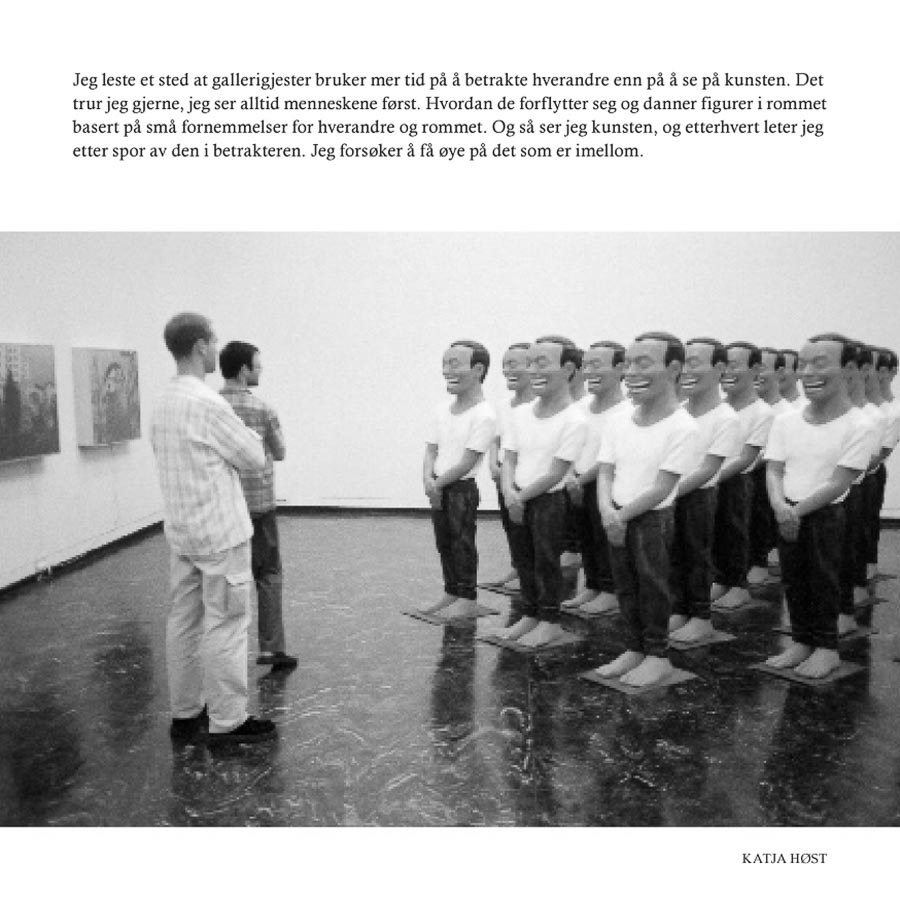 Jeg leste et sted at gallerigjester bruker mer tid på å betrakte hverandre enn på å se på kunsten. Det
trur jeg gjerne, jeg ser alltid menneskene først. Hvordan de forflytter seg og danner figurer i rommet
basert på små fornemmelser for hverandre og rommet. Og så ser jeg kunsten, og etterhvert leter jeg
etter spor av den i betrakteren. Jeg forsøker å få øye på det som er imellom.
KATJA HØST